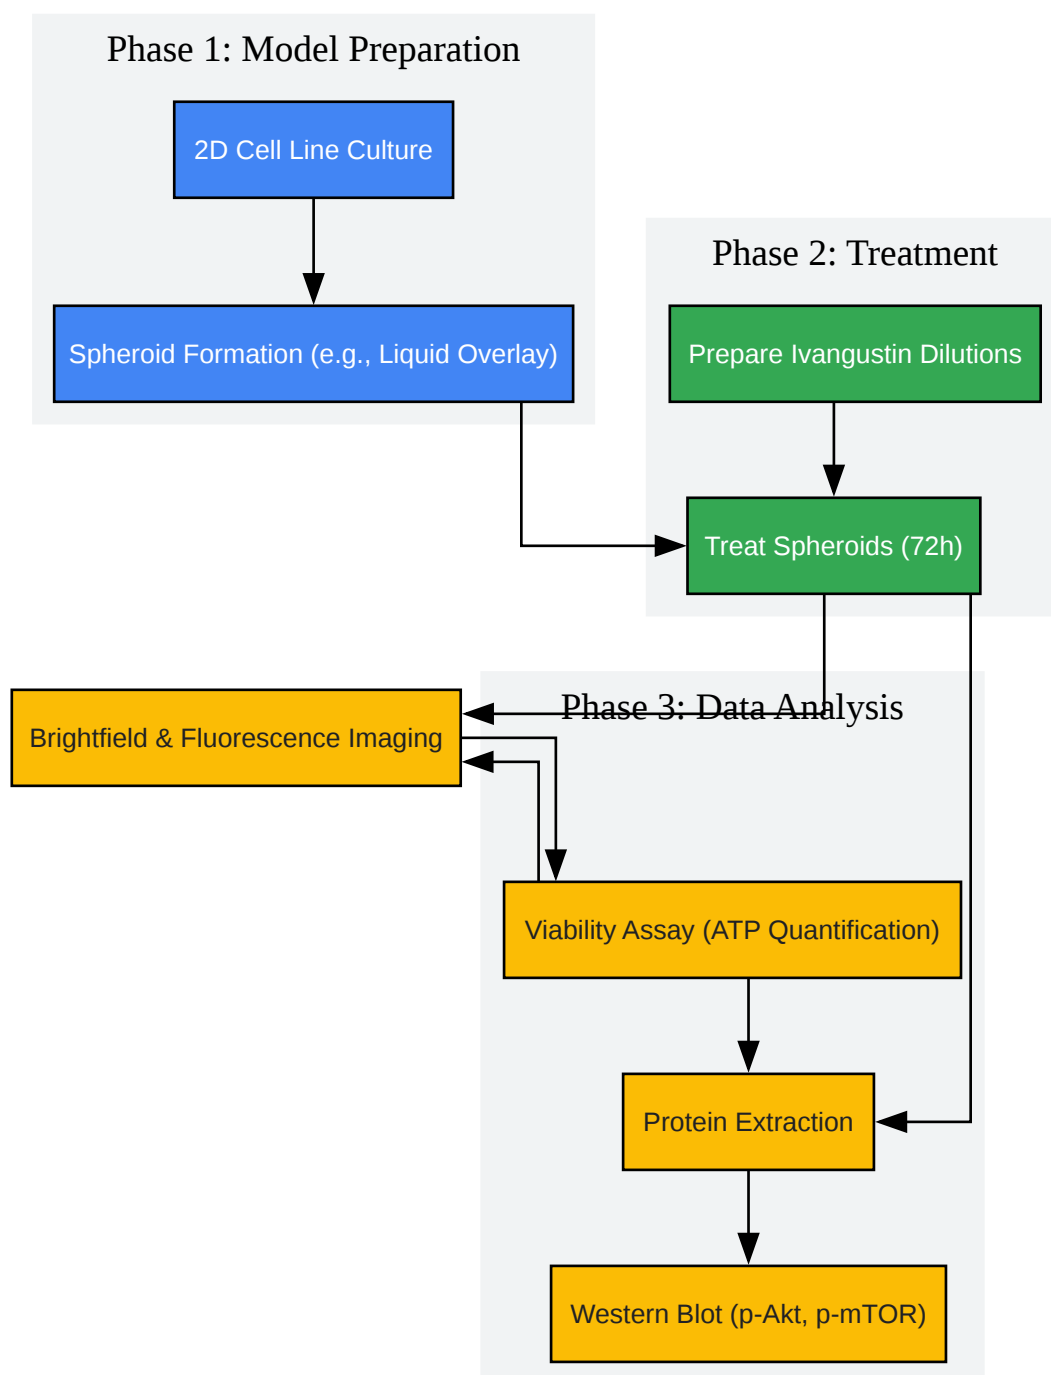 Phase 1: Model Preparation
2D Cell Line Culture
Spheroid Formation (e.g., Liquid Overlay)
Phase 2: Treatment
Prepare Ivangustin Dilutions
Treat Spheroids (72h)
Phase 3: Data Analysis
Brightfield & Fluorescence Imaging
Viability Assay (ATP Quantification)
Protein Extraction
Western Blot (p-Akt, p-mTOR)